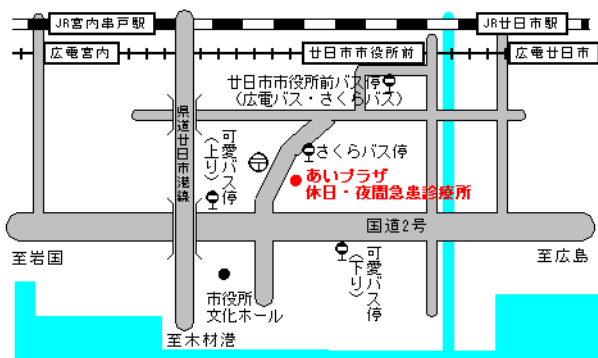 JR宮内串戸駅
JR廿日市駅
広電宮内
廿日市市役所前
広電廿日市
廿日市市役所前バス停
(広電バス・さくらバス)
県道廿日市港線
可愛バス停
(上り)
さくらバス停
あいプラザ
休日・夜間急患診療所
国道2号
至岩国
至広島
可愛バス停
(下り)
市役所
文化ホール
至木材港